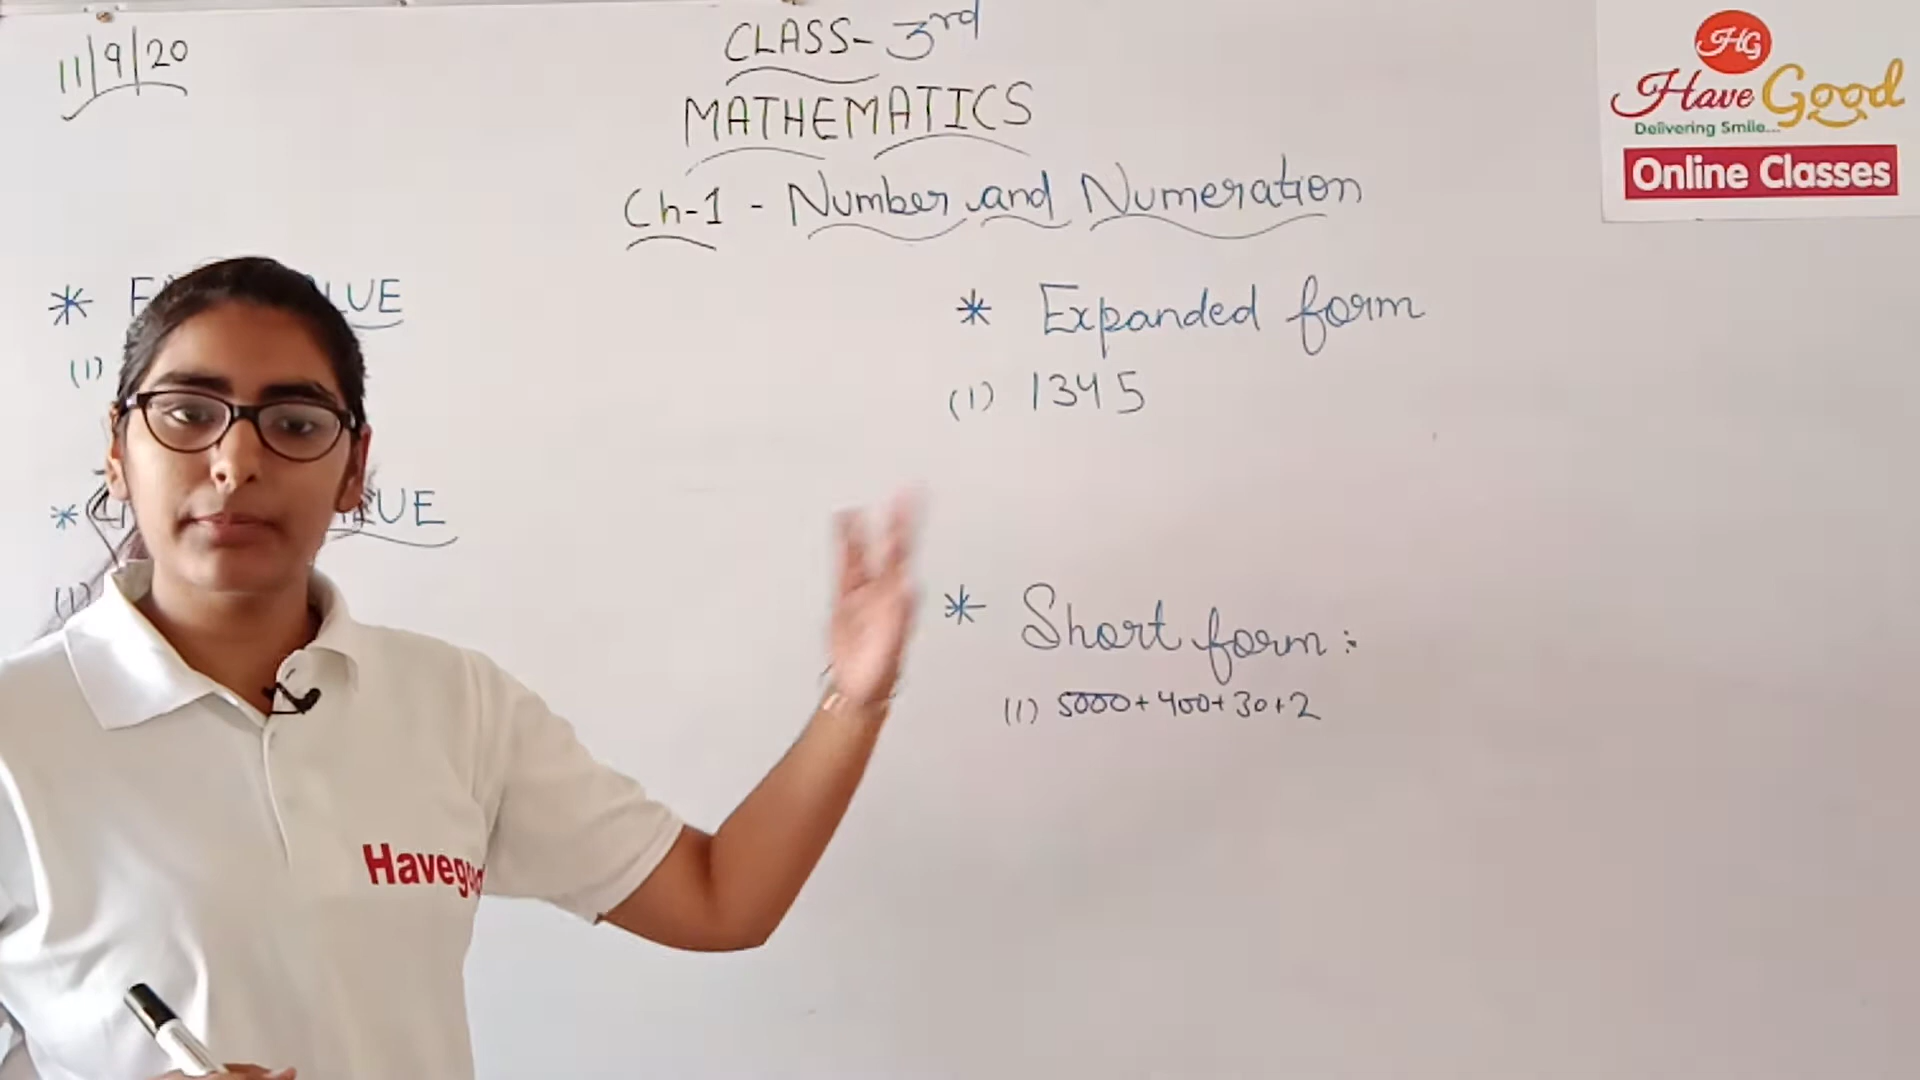 11/9/20
CLASS-3rd
MATHEMATICS
Ch-1 - Number and Numeration
HG
Have Good
Delivering Smile...
Online Classes
*
(1)
*
(1)
* Expanded form
(1) 1345
* Short form :
(1) 5000+400+30+2